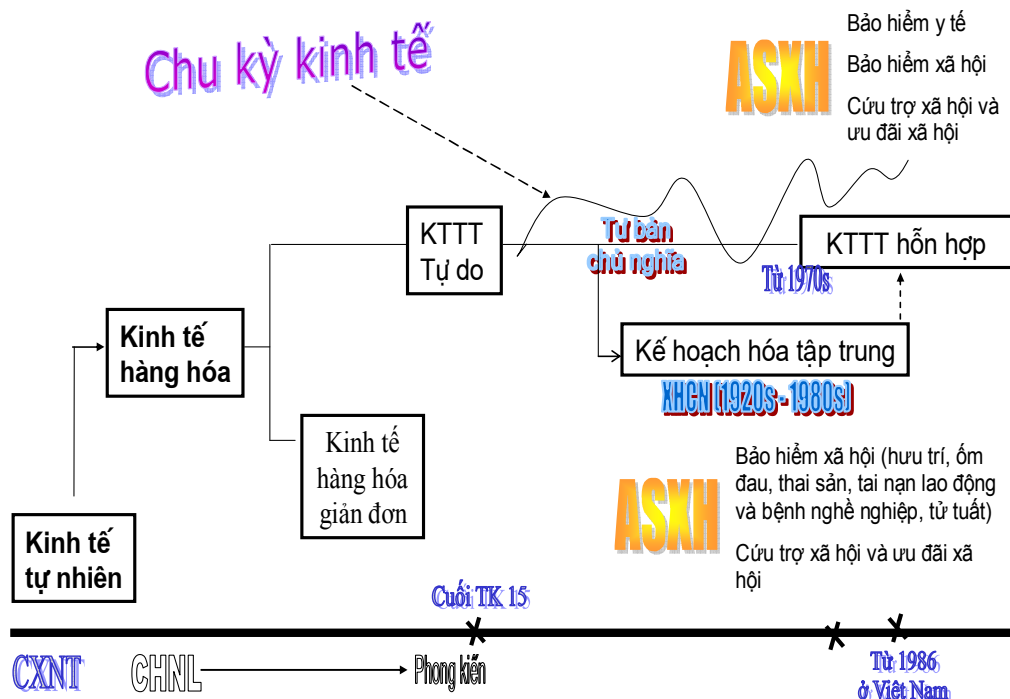 Chu kỳ kinh tế
ASXH
Bảo hiểm y tế
Bảo hiểm xã hội
Cứu trợ xã hội và
ưu đãi xã hội
KTTT
Tự do
Tư bản
chủ nghĩa
KTTT hỗn hợp
Từ 1970s
Kinh tế
hàng hóa
Kế hoạch hóa tập trung
XHCN (1920s - 1980s)
Kinh tế
hàng hóa
giản đơn
ASXH
Bảo hiểm xã hội (hưu trí, ốm
đau, thai sản, tai nạn lao động
và bệnh nghề nghiệp, tử tuất)
Cứu trợ xã hội và ưu đãi xã
hội
Kinh tế
tự nhiên
Cuối TK 15
CXNT
CHNL
Phong kiến
Từ 1986
ở Việt Nam